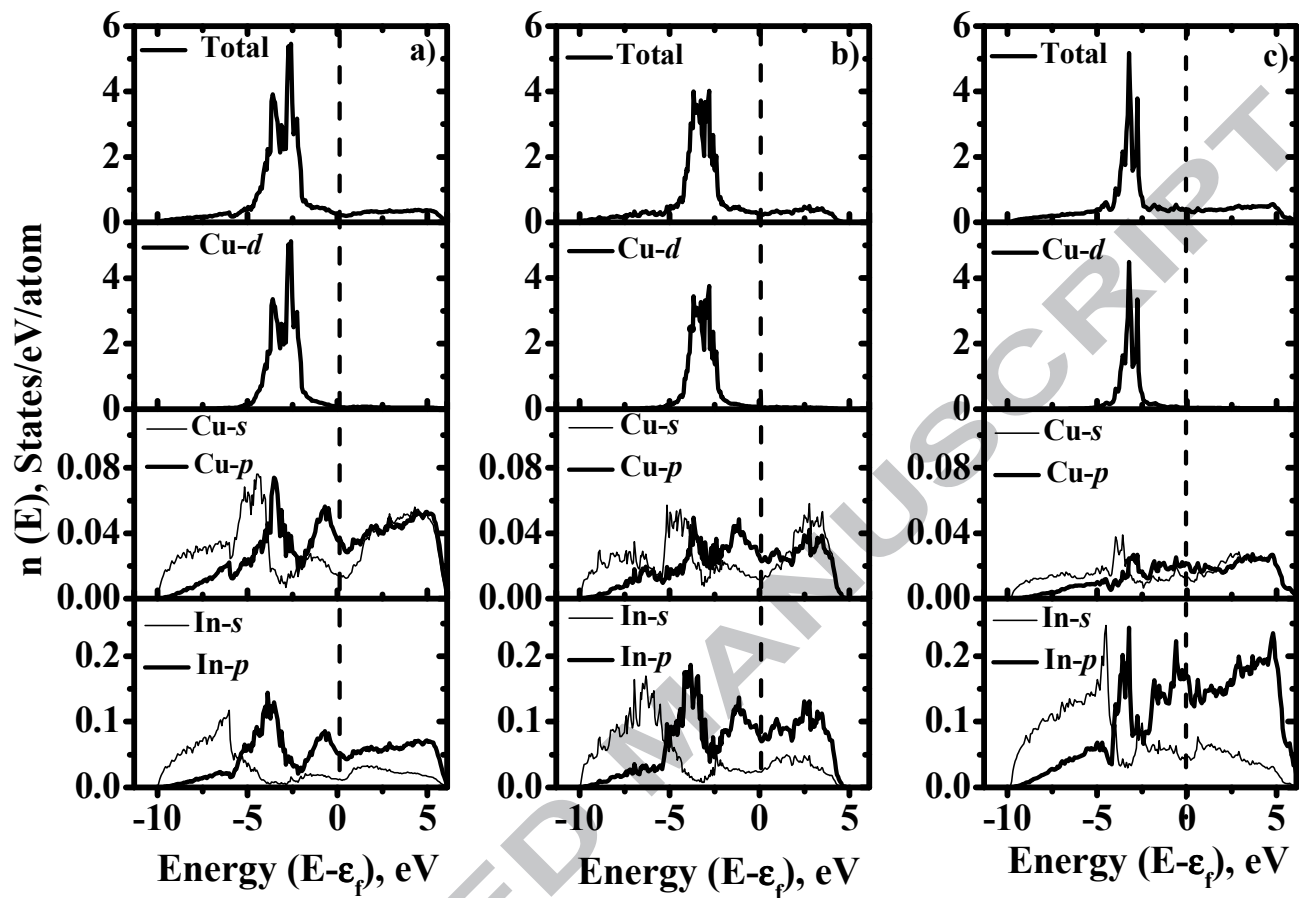 6 6 6
Total a) Total b) Total c)
4 4 4
2 2 2
0 0 0
Cu-d Cu-d Cu-d
4 4 4
2 2 2
0 0 0
Cu-s Cu-s Cu-s
Cu-p Cu-p Cu-p
0.08 0.08 0.08
0.04 0.04 0.04
0.00 0.00 0.00
In-s In-s In-s
In-p In-p In-p
0.2 0.2 0.2
0.1 0.1 0.1
0.0 0.0 0.0
-10 -5 0 5 -10 -5 0 5 -10 -5 0 5
Energy (E-εf), eV Energy (E-εf), eV Energy (E-εf), eV
n (E), States/eV/atom
ED MANUSCRIPT